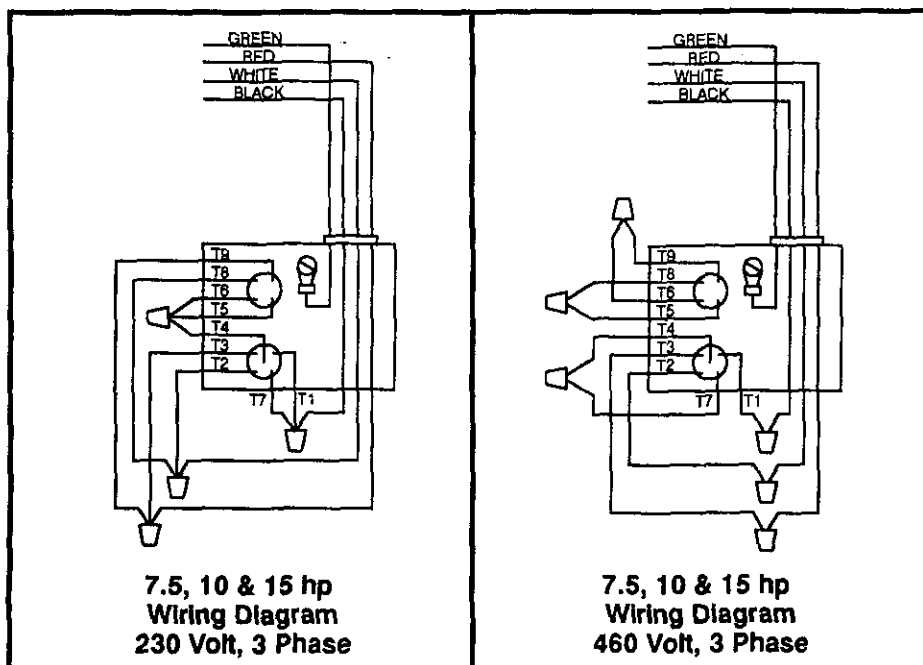 GREEN
RED
WHITE
BLACK
T9
T8
T6
T5
T4
T3
T2
T7 T1
7.5, 10 & 15 hp
Wiring Diagram
230 Volt, 3 Phase
GREEN
RED
WHITE
BLACK
T9
T8
T6
T5
T4
T3
T2
T7 T1
7.5, 10 & 15 hp
Wiring Diagram
460 Volt, 3 Phase